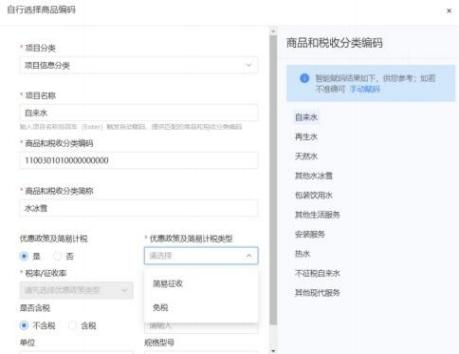 自行选择商品编码
×
* 项目分类
项目信息分类
* 项目名称
自来水
输入项目名称后回车（Enter）触发自动赋码，提供匹配的商品和税收分类编码
* 商品和税收分类编码
1100301010000000000
* 商品和税收分类简称
水冰雪
优惠政策及简易计税
是 否
* 优惠政策及简易计税类型
请选择
简易征收
免税
* 税率/征收率
请先选择优惠政策类型
是否含税
不含税 含税
请输入
单位
规格型号
商品和税收分类编码
智能赋码结果如下，供您参考；如若
不准确可 手动赋码
自来水
再生水
天然水
其他水冰雪
包装饮用水
其他生活服务
安装服务
热水
不征税自来水
其他现代服务